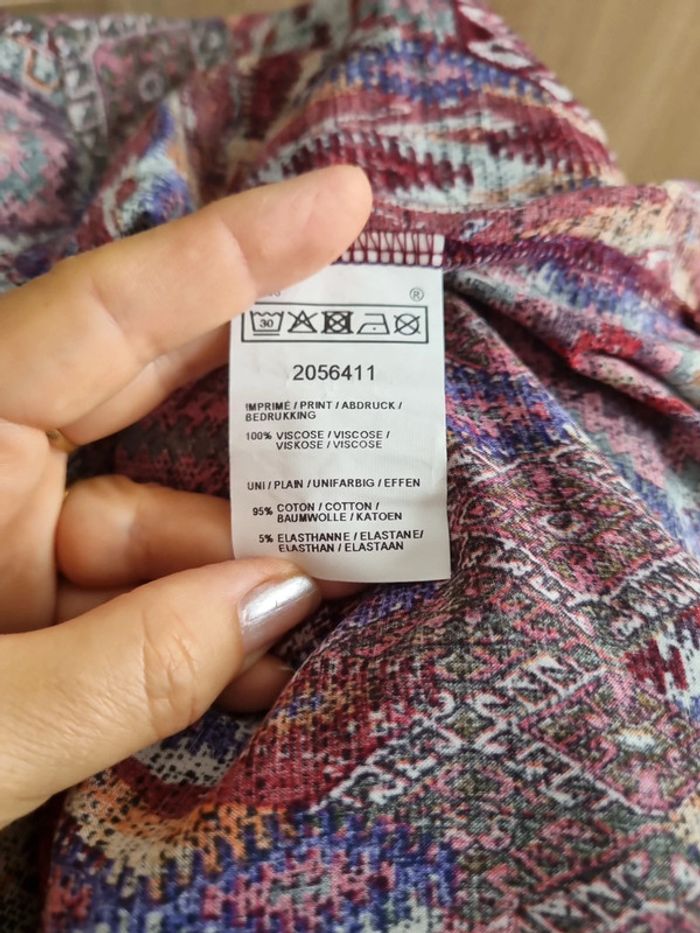 ®
30
2056411
IMPRIMÉ / PRINT / ABDRUCK /
BEDRUKKING
100% VISCOSE / VISCOSE /
VISKOSE / VISCOSE
UNI / PLAIN / UNIFARBIG / EFFEN
95% COTON / COTTON /
BAUMWOLLE / KATOEN
5% ELASTHANNE / ELASTANE /
ELASTHAN / ELASTAAN